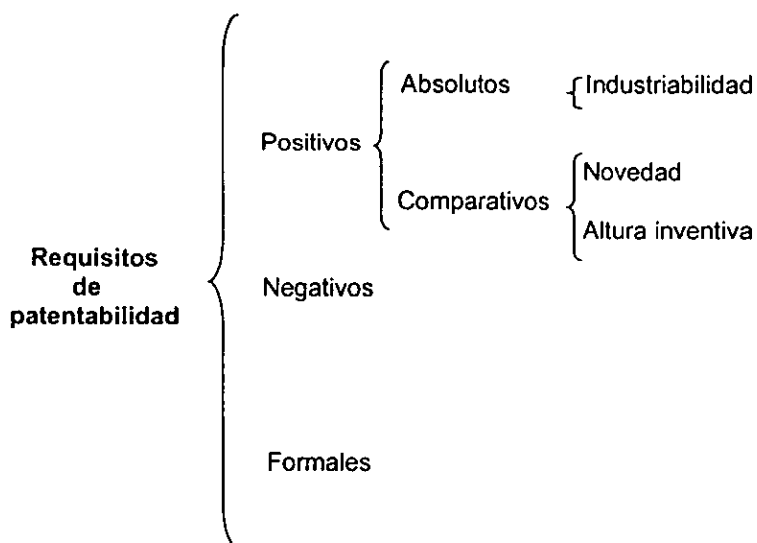 Absolutos
Industriabilidad
Positivos
Novedad
Comparativos
Altura inventiva
Requisitos
de
patentabilidad
Negativos
Formales